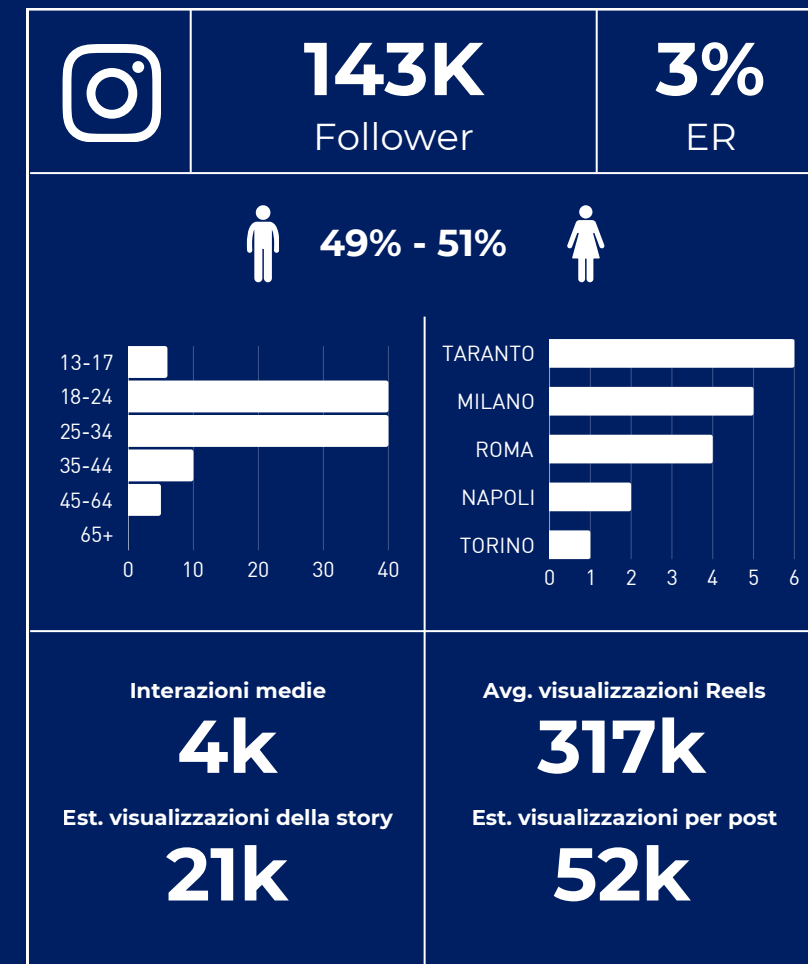 143K
Follower
3%
ER
49% - 51%
13-17
18-24
25-34
35-44
45-64
65+
0 10 20 30 40
TARANTO
MILANO
ROMA
NAPOLI
TORINO
0 1 2 3 4 5 6
Interazioni medie
4k
Est. visualizzazioni della story
21k
Avg. visualizzazioni Reels
317k
Est. visualizzazioni per post
52k